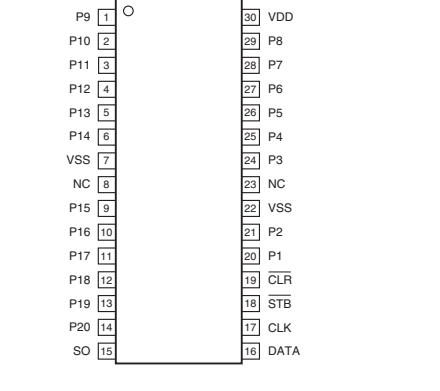 P9 1 30 VDD
P10 2 29 P8
P11 3 28 P7
P12 4 27 P6
P13 5 26 P5
P14 6 25 P4
VSS 7 24 P3
NC 8 23 NC
P15 9 22 VSS
P16 10 21 P2
P17 11 20 P1
P18 12 19 C̅L̅R̅
P19 13 18 S̅T̅B̅
P20 14 17 CLK
SO 15 16 DATA